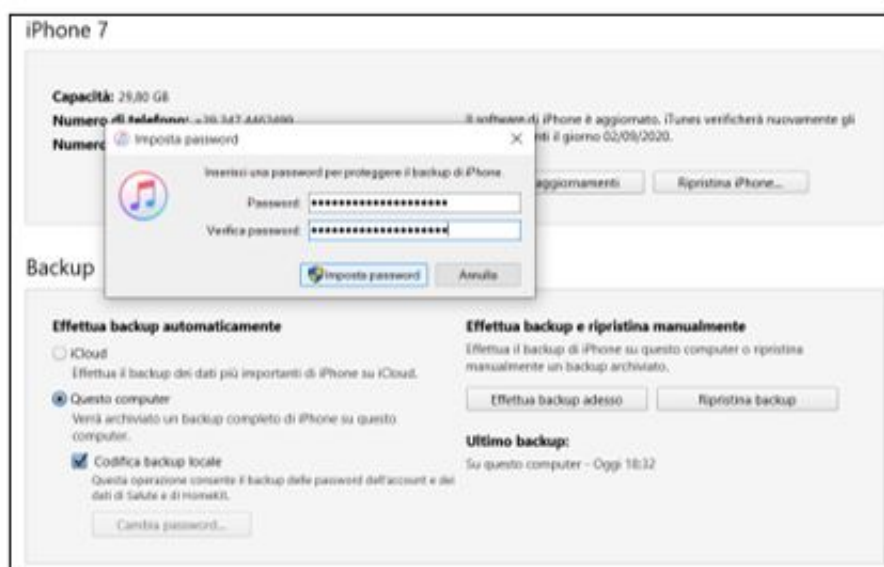 iPhone 7
Capacità: 29,80 GB
Numero di telefono: +39 347 4462499
Il software di iPhone è aggiornato. iTunes verificherà nuovamente gli
Numero
nti il giorno 02/09/2020.
aggiornamenti
Ripristina iPhone...
Imposta password
Inserisci una password per proteggere il backup di iPhone.
Password:
Verifica password:
Imposta password
Annulla
Backup
Effettua backup automaticamente
iCloud
Effettua il backup dei dati più importanti di iPhone su iCloud.
Questo computer
Verrà archiviato un backup completo di iPhone su questo
computer.
Codifica backup locale
Questa operazione consente il backup delle password dell'account e dei
dati di Salute e di HomeKit.
Cambia password...
Effettua backup e ripristina manualmente
Effettua il backup di iPhone su questo computer o ripristina
manualmente un backup archiviato.
Effettua backup adesso
Ripristina backup
Ultimo backup:
Su questo computer - Oggi 18:32